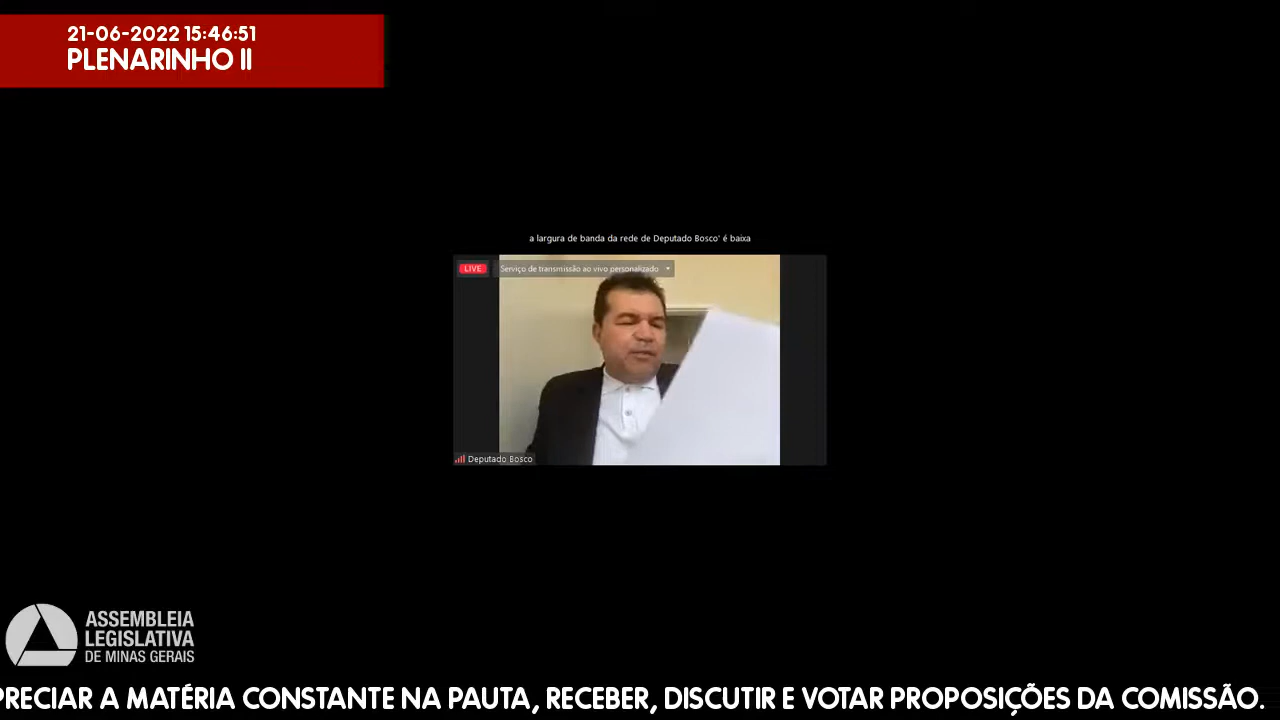 21-06-2022 15:46:51
PLENARINHO II
a largura de banda da rede de Deputado Bosco' é baixa
LIVE
Serviço de transmissão ao vivo personalizado
Deputado Bosco
ASSEMBLEIA
LEGISLATIVA
DE MINAS GERAIS
PRECIAR A MATÉRIA CONSTANTE NA PAUTA, RECEBER, DISCUTIR E VOTAR PROPOSIÇÕES DA COMISSÃO.